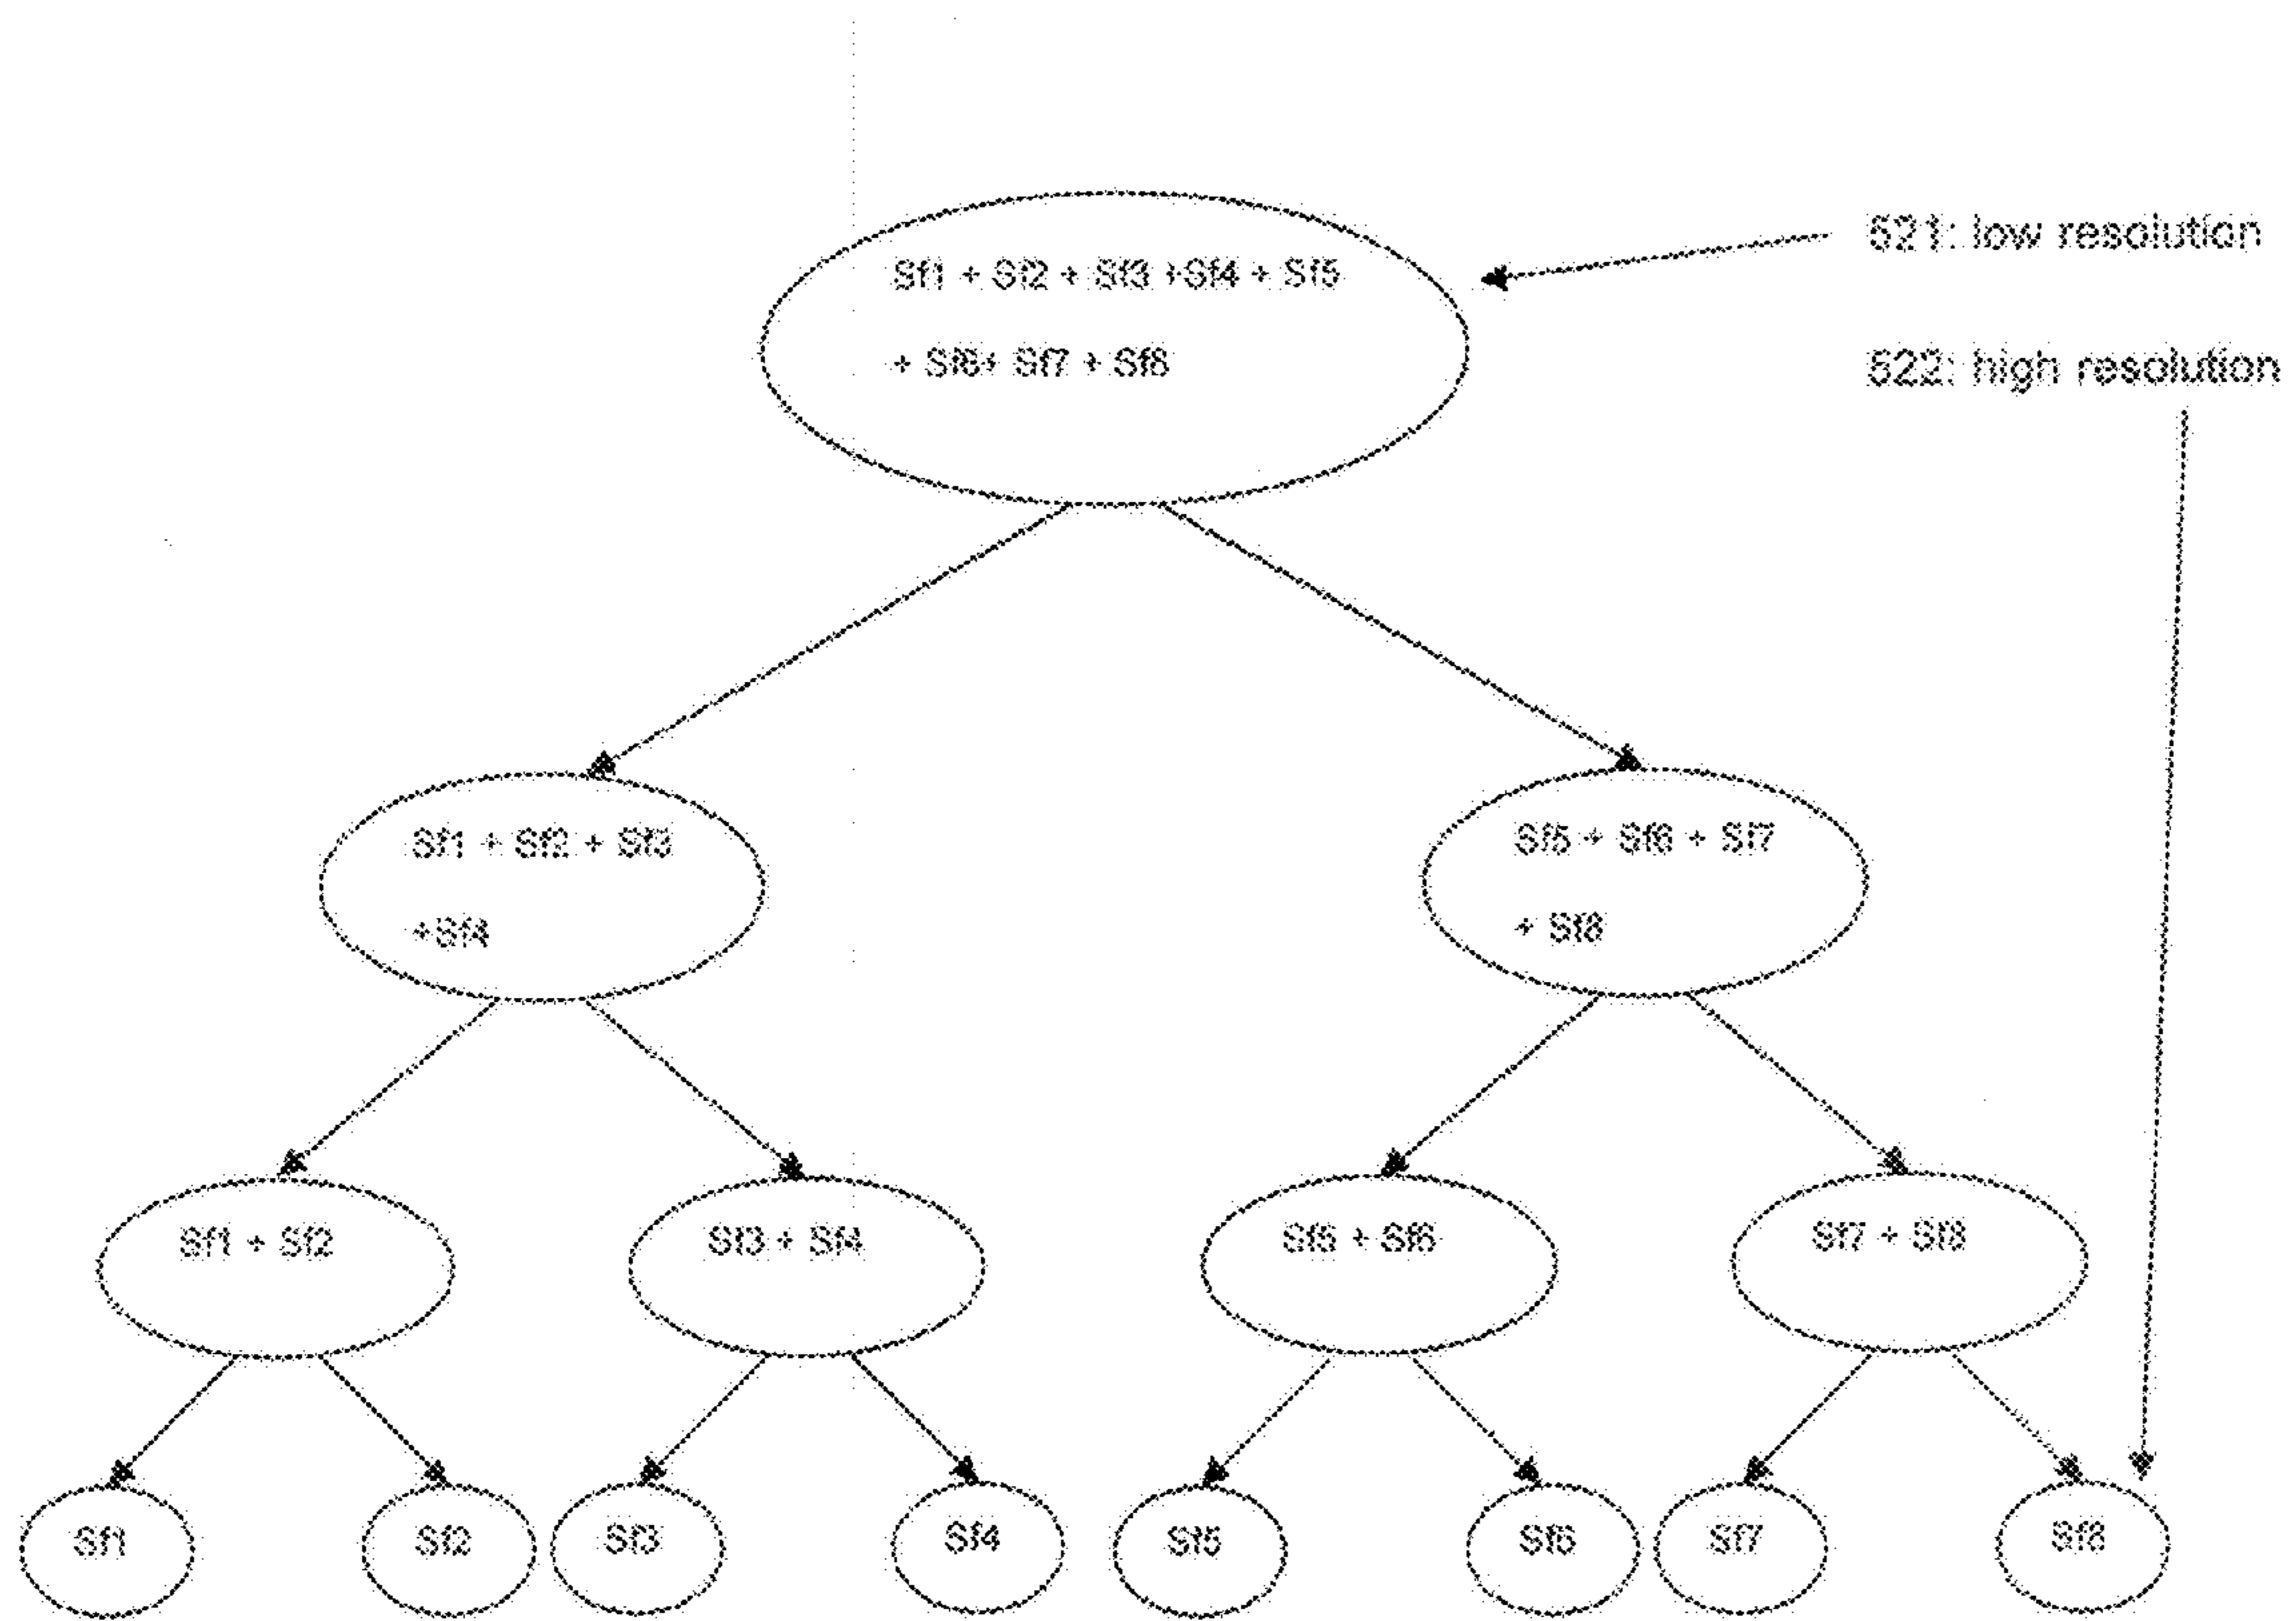 Sf1 + Sf2 + Sf3 +Sf4 + Sf5
+ Sf6+ Sf7 + Sf8
521: low resolution
522: high resolution
Sf1 + Sf2 + Sf3
+Sf4
Sf5 + Sf6 + Sf7
+ Sf8
Sf1 + Sf2
Sf3 + Sf4
Sf5 + Sf6
Sf7 + Sf8
Sf1
Sf2
Sf3
Sf4
Sf5
Sf6
Sf7
Sf8